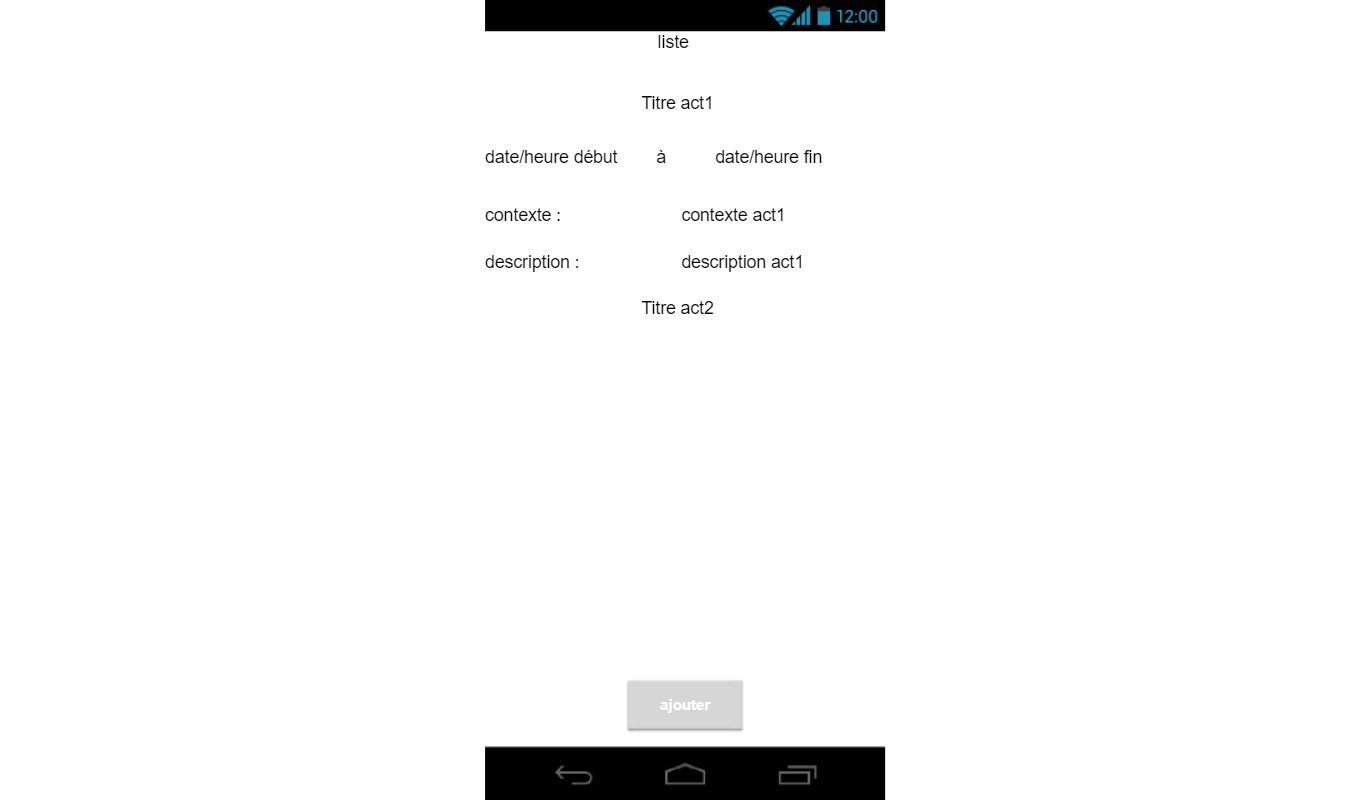 12:00
liste
Titre act1
date/heure début à date/heure fin
contexte : contexte act1
description : description act1
Titre act2
ajouter